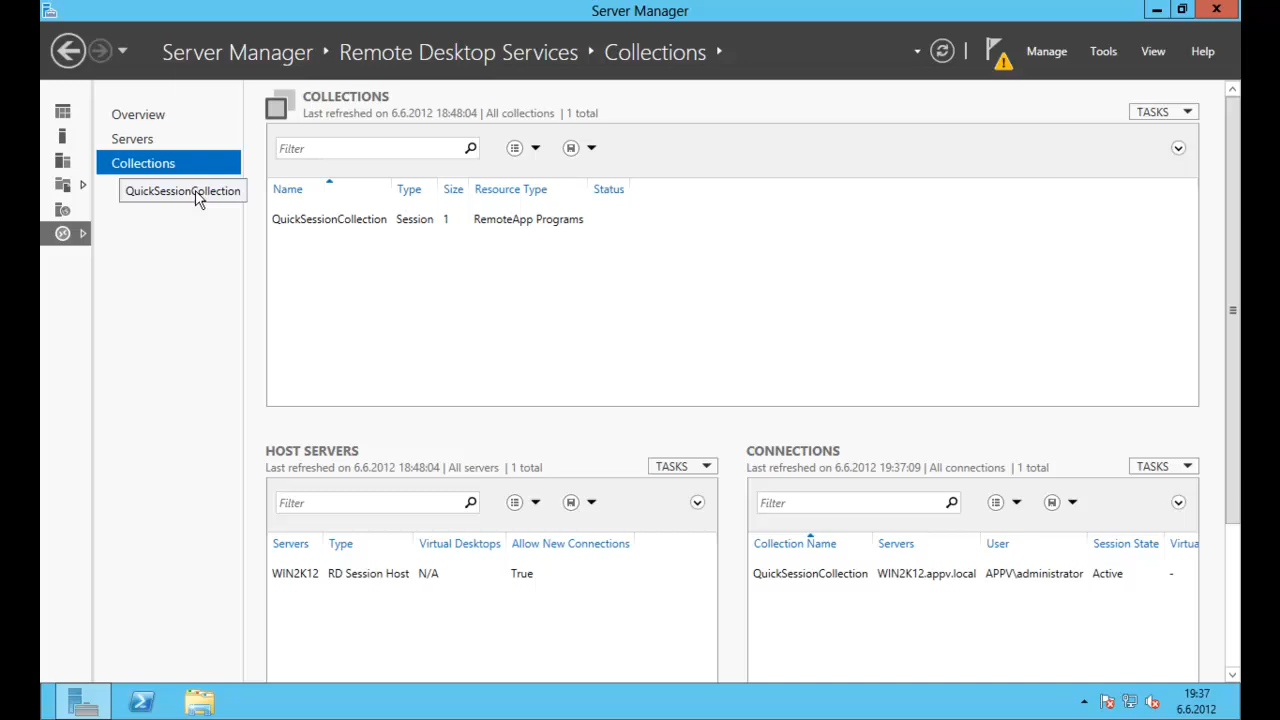 Server Manager
Server Manager ‣ Remote Desktop Services ‣ Collections ‣
Manage Tools View Help
Overview
Servers
Collections
QuickSessionCollection
COLLECTIONS
Last refreshed on 6.6.2012 18:48:04 | All collections | 1 total
TASKS
Filter
Name Type Size Resource Type Status
QuickSessionCollection Session 1 RemoteApp Programs
HOST SERVERS
Last refreshed on 6.6.2012 18:48:04 | All servers | 1 total
TASKS
Filter
Servers Type Virtual Desktops Allow New Connections
WIN2K12 RD Session Host N/A True
CONNECTIONS
Last refreshed on 6.6.2012 19:37:09 | All connections | 1 total
TASKS
Filter
Collection Name Servers User Session State Virtua
QuickSessionCollection WIN2K12.appv.local APPV\administrator Active -
19:37
6.6.2012